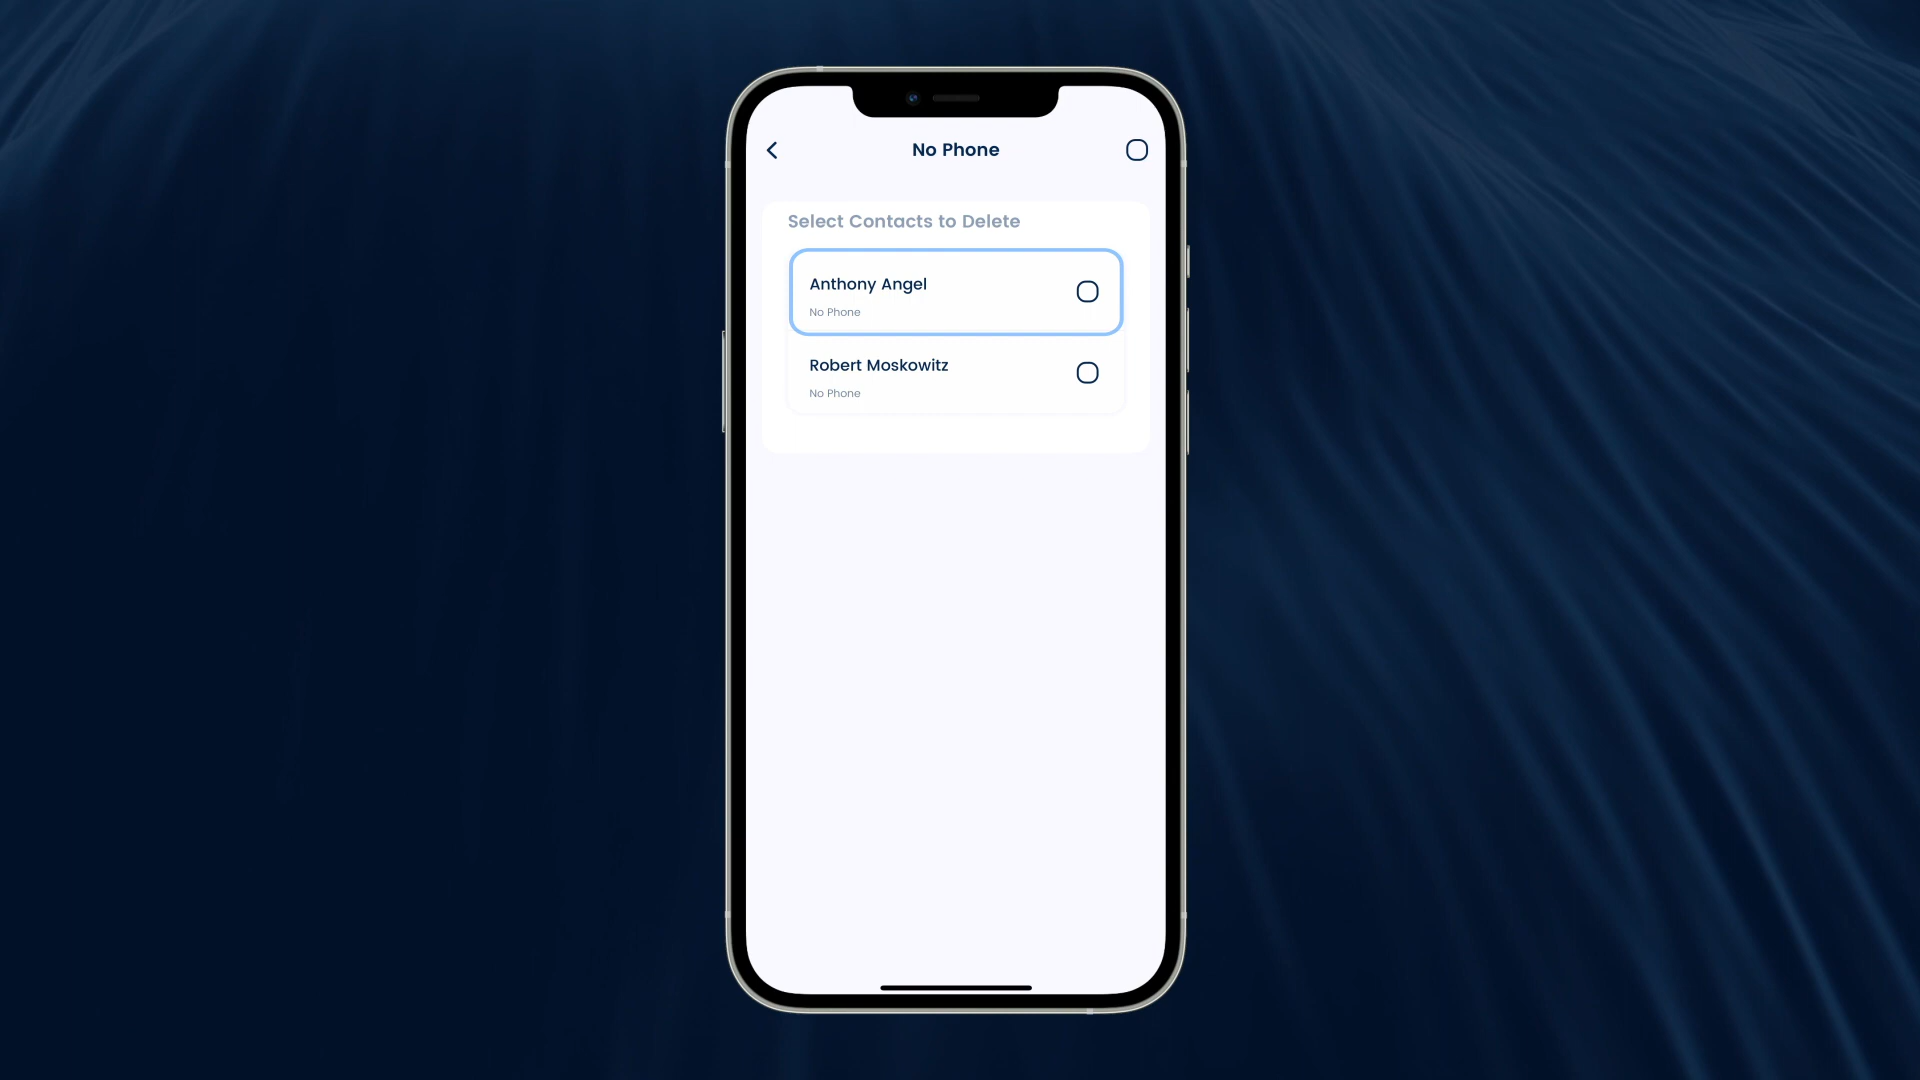 No Phone
Select Contacts to Delete
Anthony Angel
No Phone
Robert Moskowitz
No Phone